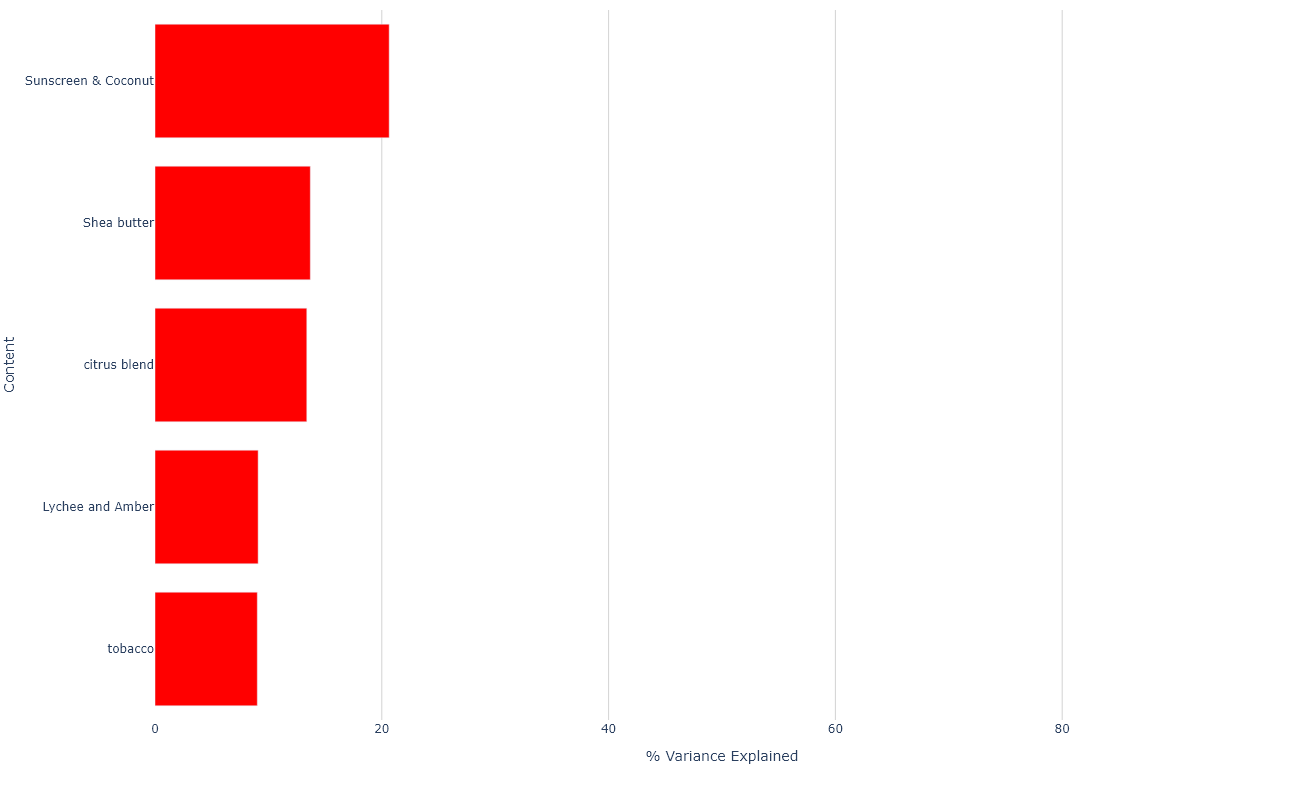 Sunscreen & Coconut
Shea butter
citrus blend
Lychee and Amber
tobacco
Content
0 20 40 60 80
% Variance Explained